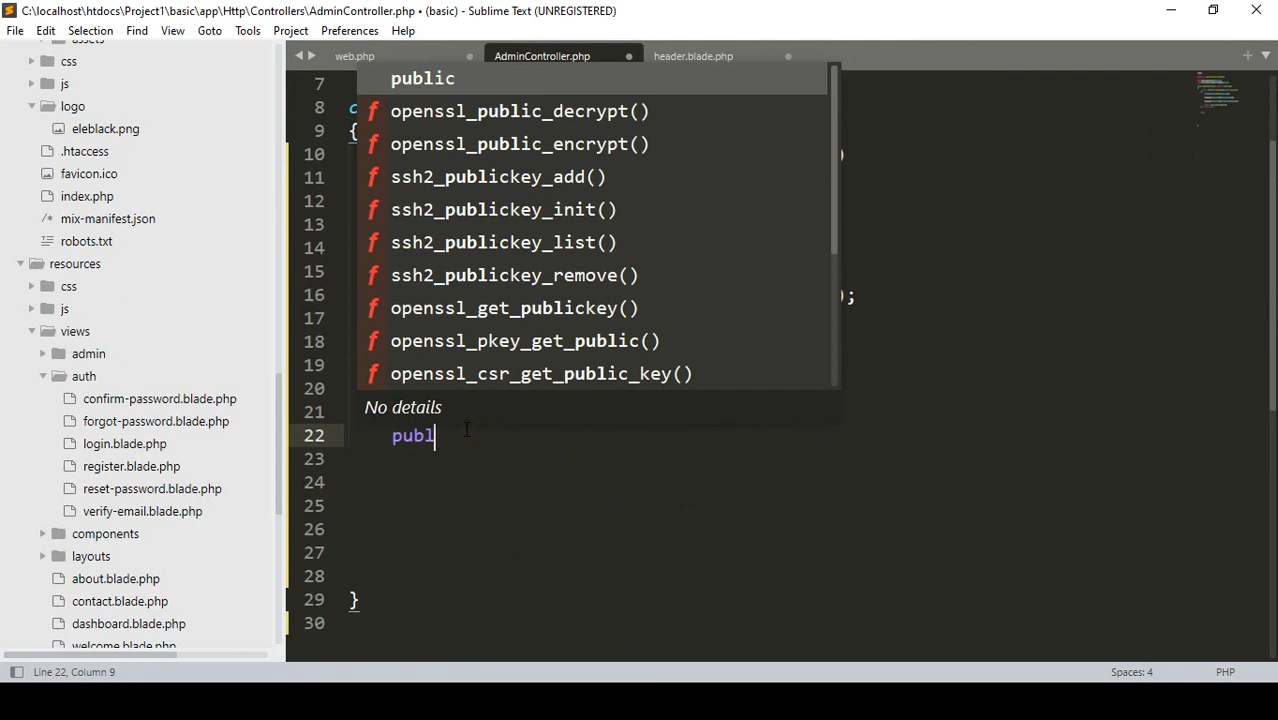 C:\localhost\htdocs\Project1\basic\app\Http\Controllers\AdminController.php • (basic) - Sublime Text (UNREGISTERED)
File Edit Selection Find View Goto Tools Project Preferences Help
assets
css
js
logo
eleblack.png
.htaccess
favicon.ico
index.php
mix-manifest.json
robots.txt
resources
css
js
views
admin
auth
confirm-password.blade.php
forgot-password.blade.php
login.blade.php
register.blade.php
reset-password.blade.php
verify-email.blade.php
components
layouts
about.blade.php
contact.blade.php
dashboard.blade.php
welcome.blade.php
web.php AdminController.php header.blade.php
7
8 c
9 {
10 )
11
12
13
14
15
16 );
17
18
19
20
21
22 publ
23
24
25
26
27
28
29 }
30
public
f openssl_public_decrypt()
f openssl_public_encrypt()
f ssh2_publickey_add()
f ssh2_publickey_init()
f ssh2_publickey_list()
f ssh2_publickey_remove()
f openssl_get_publickey()
f openssl_pkey_get_public()
f openssl_csr_get_public_key()
No details
Line 22, Column 9 Spaces: 4 PHP